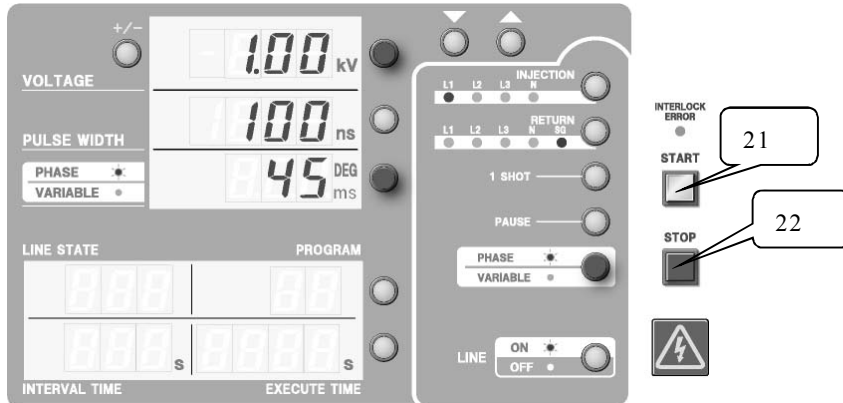 +/-
VOLTAGE
1.00 kV
PULSE WIDTH
100 ns
PHASE
VARIABLE
45 DEG
ms
LINE STATE
PROGRAM
s
s
INTERVAL TIME
EXECUTE TIME
INJECTION
L1 L2 L3 N
RETURN
L1 L2 L3 N SG
1 SHOT
PAUSE
PHASE
VARIABLE
LINE
ON
OFF
INTERLOCK
ERROR
START
21
STOP
22